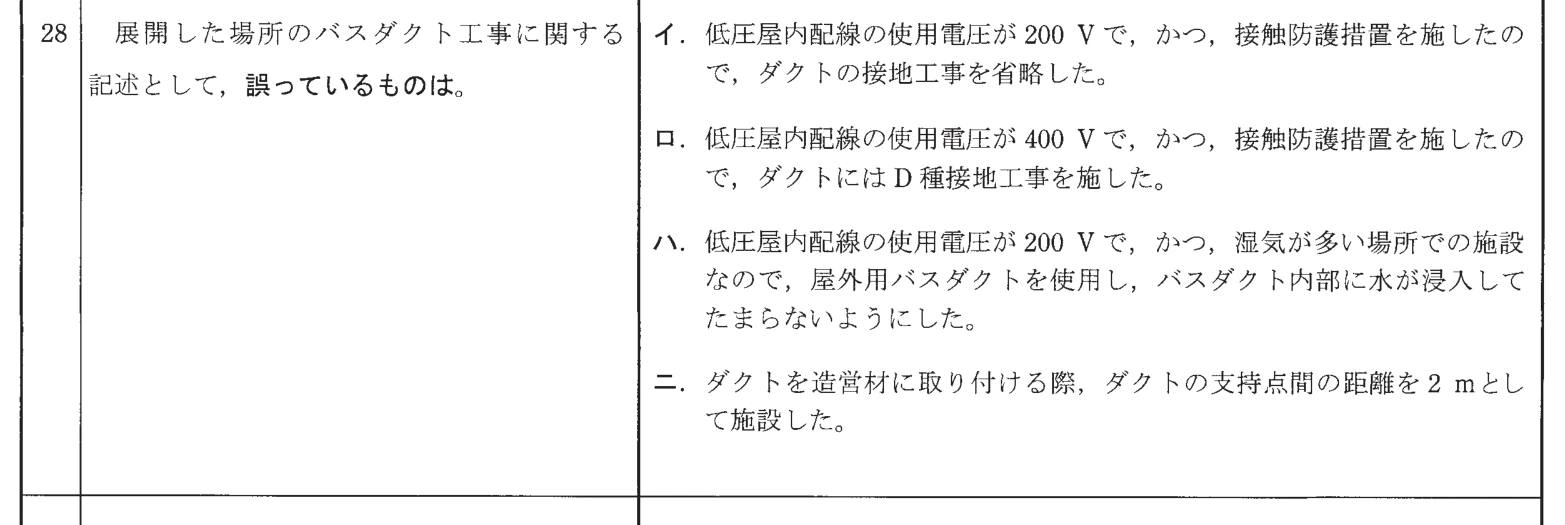 28
展開した場所のバスダクト工事に関する
記述として，誤っているものは。
イ．低圧屋内配線の使用電圧が 200 V で，かつ，接触防護措置を施したの
で，ダクトの接地工事を省略した。
ロ．低圧屋内配線の使用電圧が 400 V で，かつ，接触防護措置を施したの
で，ダクトには D 種接地工事を施した。
ハ．低圧屋内配線の使用電圧が 200 V で，かつ，湿気が多い場所での施設
なので，屋外用バスダクトを使用し，バスダクト内部に水が浸入して
たまらないようにした。
ニ．ダクトを造営材に取り付ける際，ダクトの支持点間の距離を 2 m とし
て施設した。